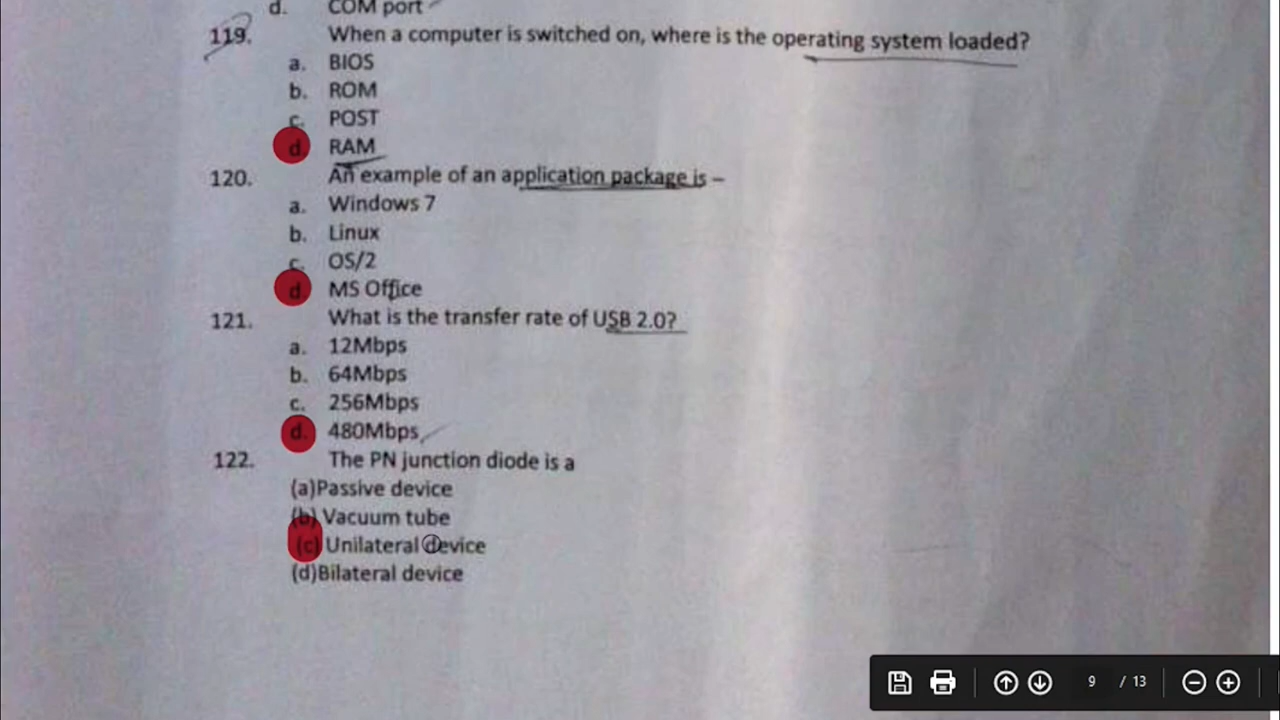 d. COM port
119. When a computer is switched on, where is the operating system loaded?
a. BIOS
b. ROM
c. POST
d. RAM
120. An example of an application package is –
a. Windows 7
b. Linux
c. OS/2
d. MS Office
121. What is the transfer rate of USB 2.0?
a. 12Mbps
b. 64Mbps
c. 256Mbps
d. 480Mbps
122. The PN junction diode is a
(a)Passive device
(b) Vacuum tube
(c) Unilateral device
(d)Bilateral device
9 / 13